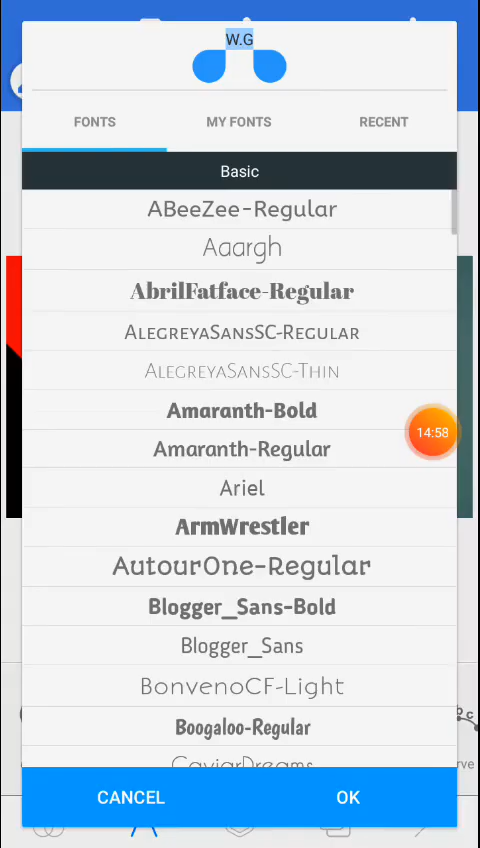 W.G
FONTS MY FONTS RECENT
Basic
ABeeZee-Regular
Aaargh
AbrilFatface-Regular
AlegreyaSansSC-Regular
AlegreyaSansSC-Thin
Amaranth-Bold
Amaranth-Regular
14:58
Ariel
ArmWrestler
AutourOne-Regular
Blogger_Sans-Bold
Blogger_Sans
BonvenoCF-Light
Boogaloo-Regular
CaviarDreams
CANCEL OK